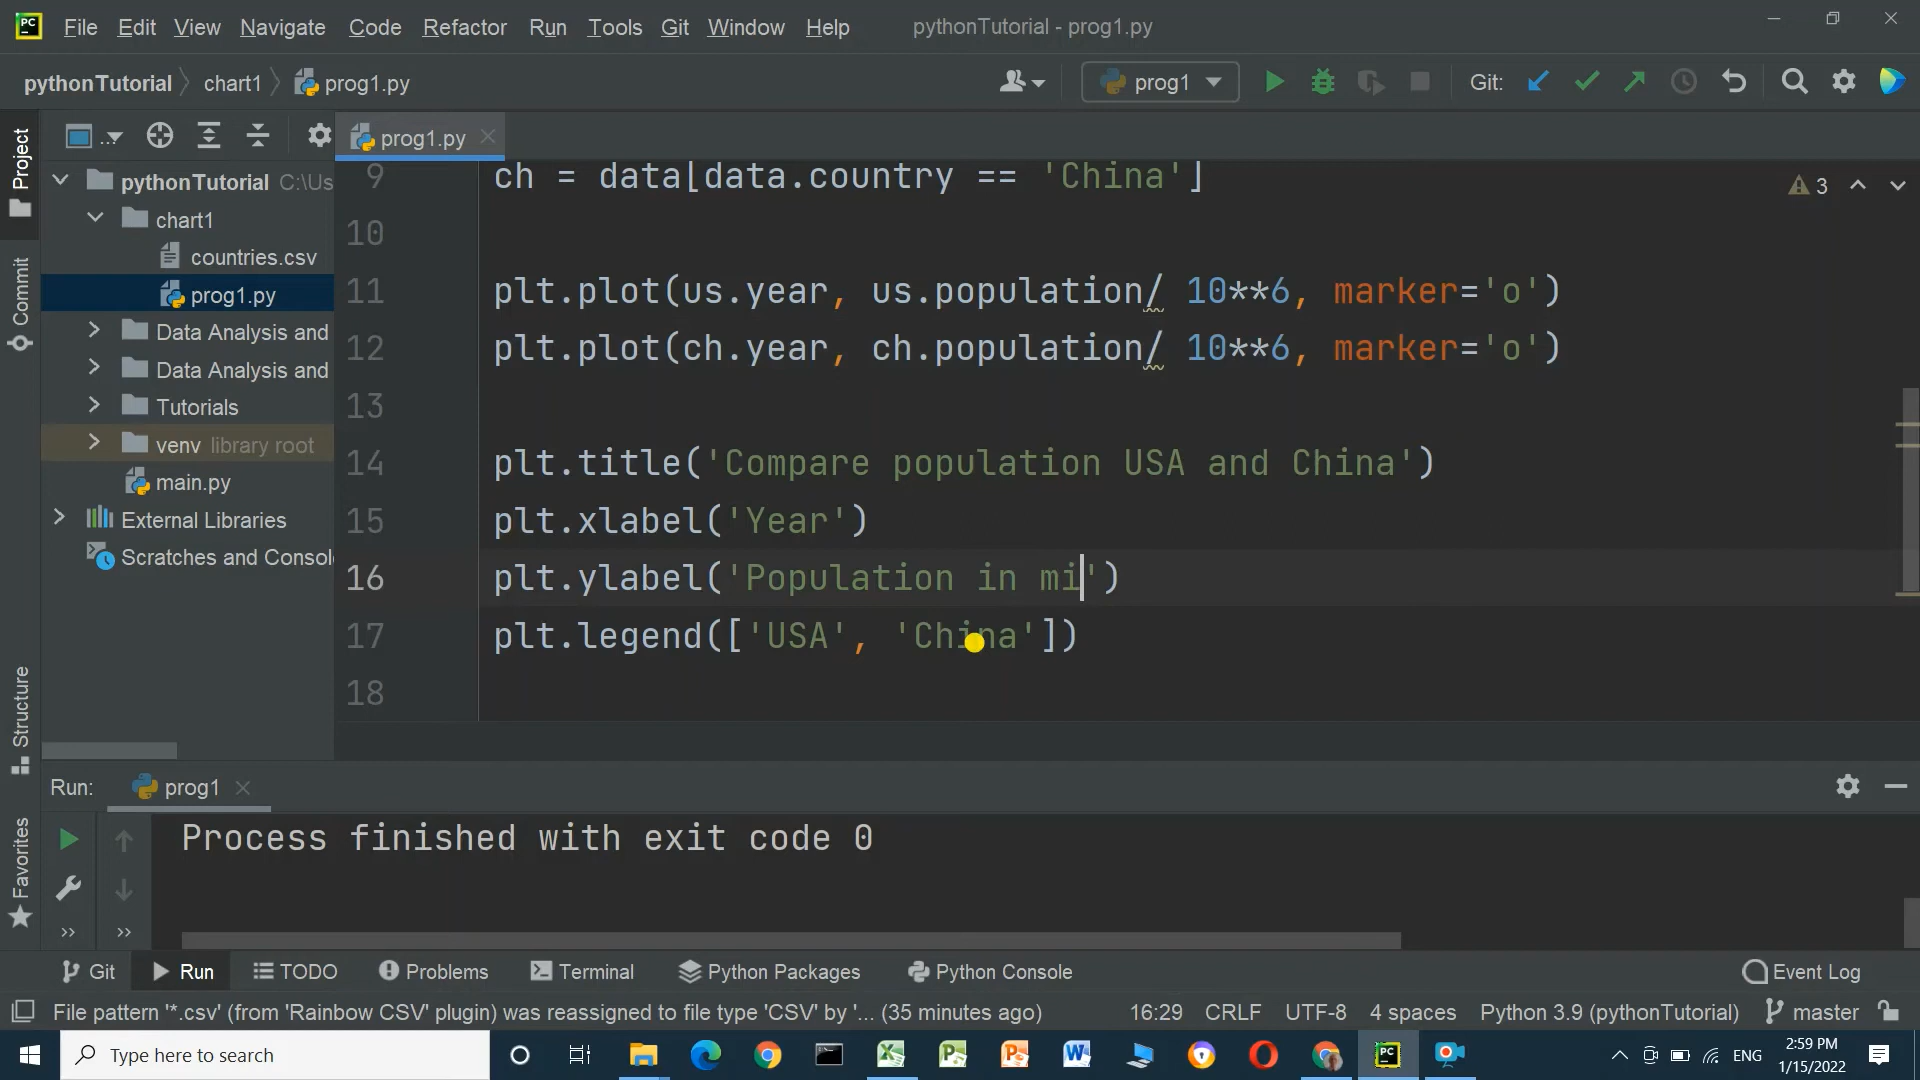 PC File Edit View Navigate Code Refactor Run Tools Git Window Help pythonTutorial - prog1.py
pythonTutorial chart1 prog1.py prog1 Git:
Project
Commit
Structure
Favorites
... prog1.py
pythonTutorial C:\Us
chart1
countries.csv
prog1.py
Data Analysis and
Data Analysis and
Tutorials
venv library root
main.py
External Libraries
Scratches and Consol
3
9 ch = data[data.country == 'China']
10
11 plt.plot(us.year, us.population/ 10**6, marker='o')
12 plt.plot(ch.year, ch.population/ 10**6, marker='o')
13
14 plt.title('Compare population USA and China')
15 plt.xlabel('Year')
16 plt.ylabel('Population in mi')
17 plt.legend(['USA', 'China'])
18
Run: prog1
Process finished with exit code 0
Git Run TODO Problems Terminal Python Packages Python Console Event Log
File pattern '*.csv' (from 'Rainbow CSV' plugin) was reassigned to file type 'CSV' by '... (35 minutes ago) 16:29 CRLF UTF-8 4 spaces Python 3.9 (pythonTutorial) master
Type here to search ENG 2:59 PM
1/15/2022